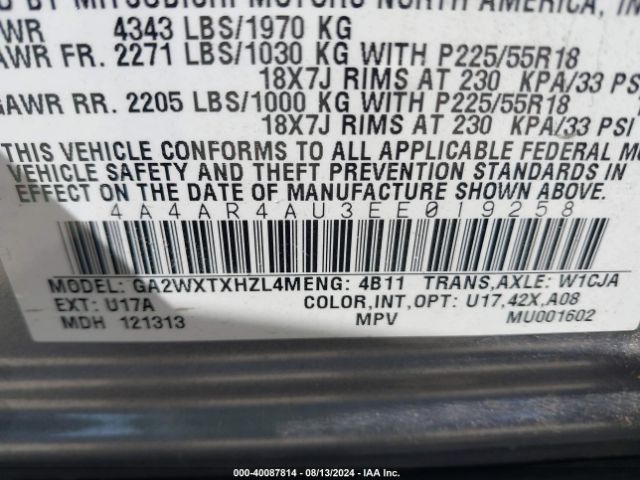 BY MITSUBISHI MOTORS NORTH AMERICA, IN
WR 4343 LBS/1970 KG
AWR FR. 2271 LBS/1030 KG WITH P225/55R18
18X7J RIMS AT 230 KPA/33 PS
GAWR RR. 2205 LBS/1000 KG WITH P225/55R18
18X7J RIMS AT 230 KPA/33 PSI
THIS VEHICLE CONFORMS TO ALL APPLICABLE FEDERAL MO
VEHICLE SAFETY AND THEFT PREVENTION STANDARDS IN
EFFECT ON THE DATE OF MANUFACTURE SHOWN ABOVE.
4A4AR4AU3EE019258
MODEL: GA2WXTXHZL4MENG: 4B11 TRANS,AXLE: W1CJA
EXT: U17A COLOR,INT,OPT: U17,42X,A08
MDH 121313 MPV MU001602
000-40087814 - 08/13/2024 - IAA Inc.